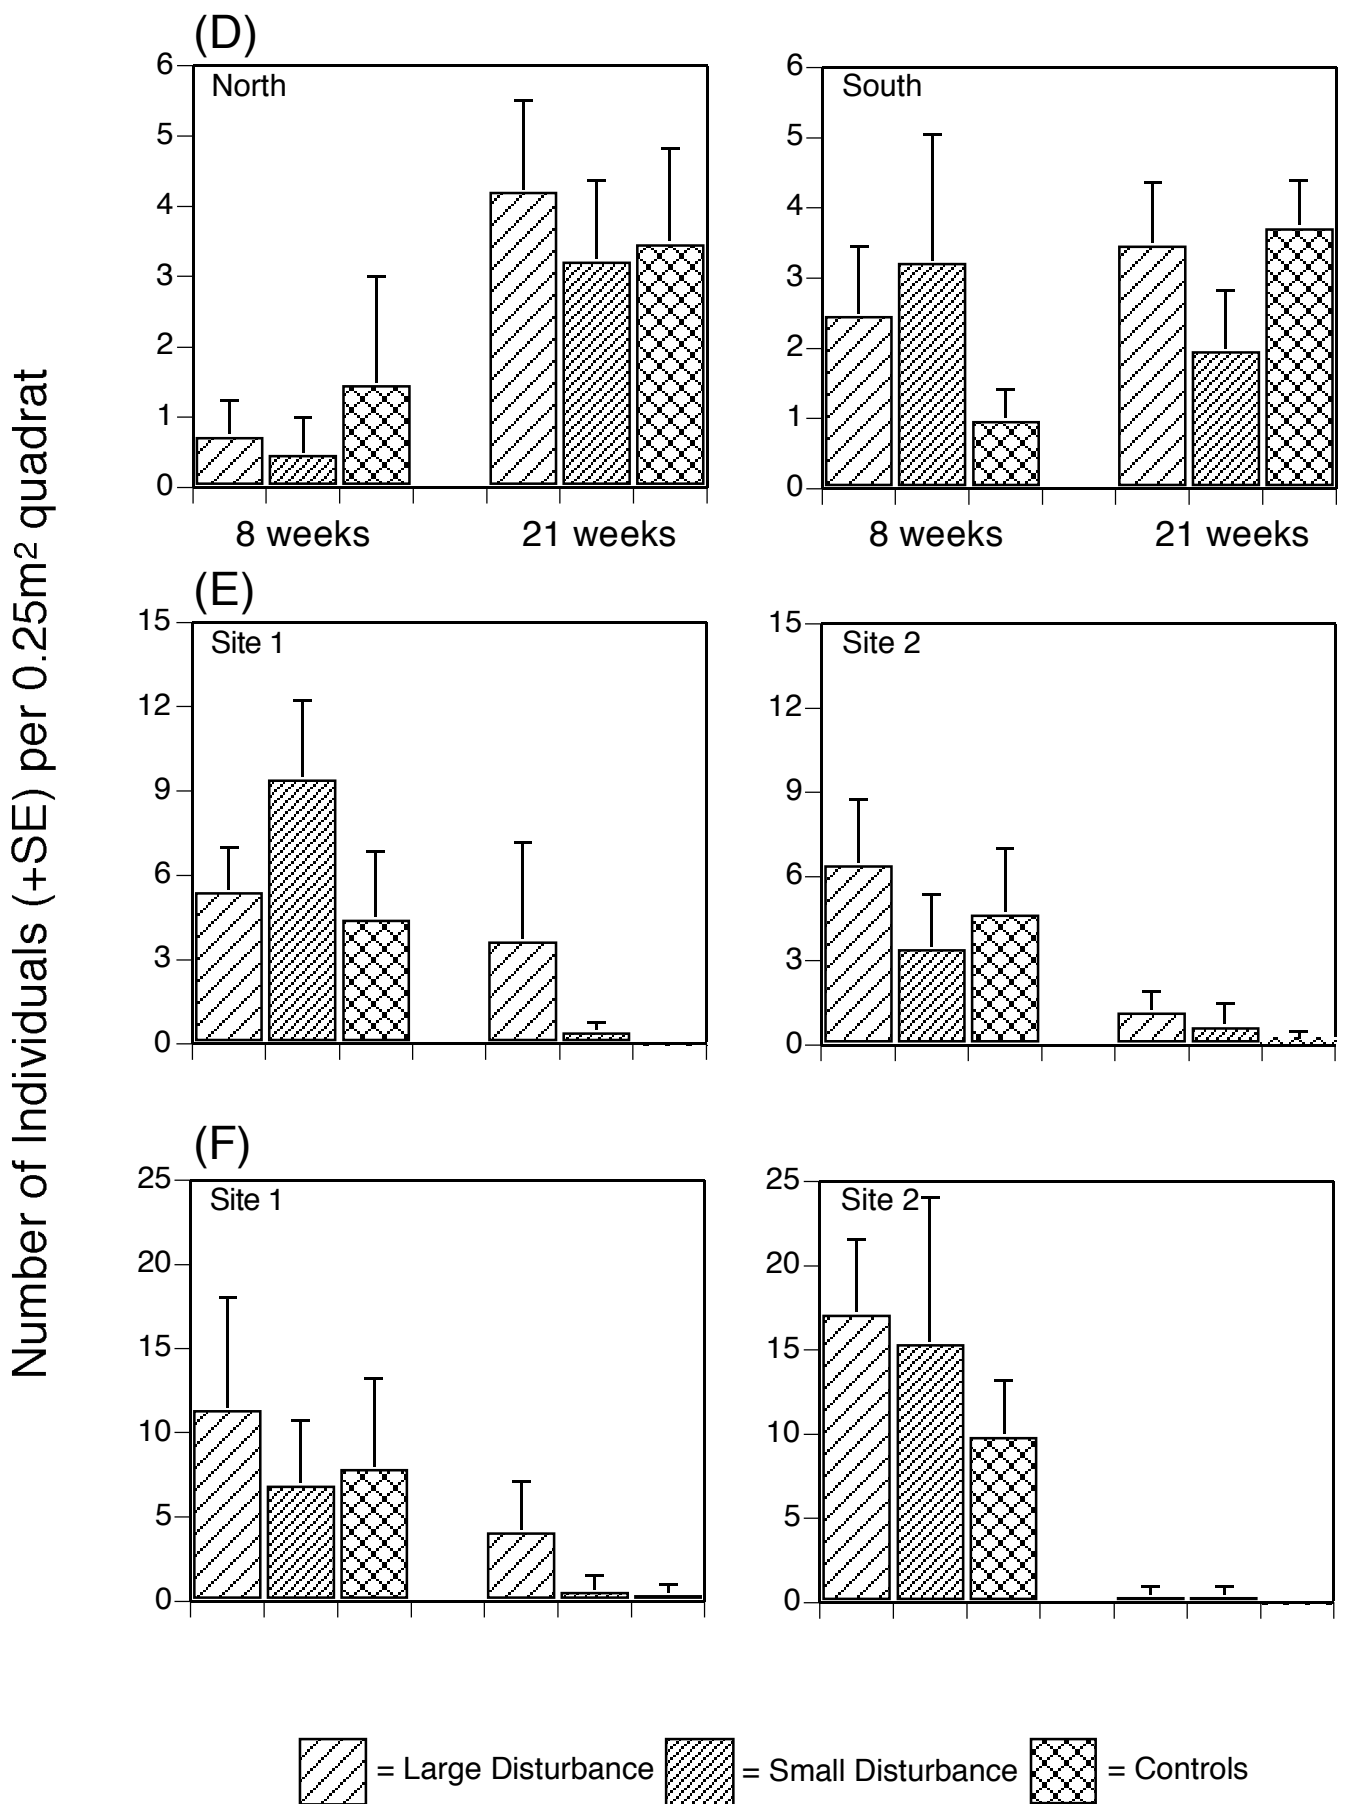 (D)
North
6
5
4
3
2
1
0
8 weeks
21 weeks
South
6
5
4
3
2
1
0
8 weeks
21 weeks
Number of Individuals (+SE) per 0.25m² quadrat
(E)
Site 1
15
12
9
6
3
0
Site 2
15
12
9
6
3
0
(F)
Site 1
25
20
15
10
5
0
Site 2
25
20
15
10
5
0
= Large Disturbance = Small Disturbance = Controls